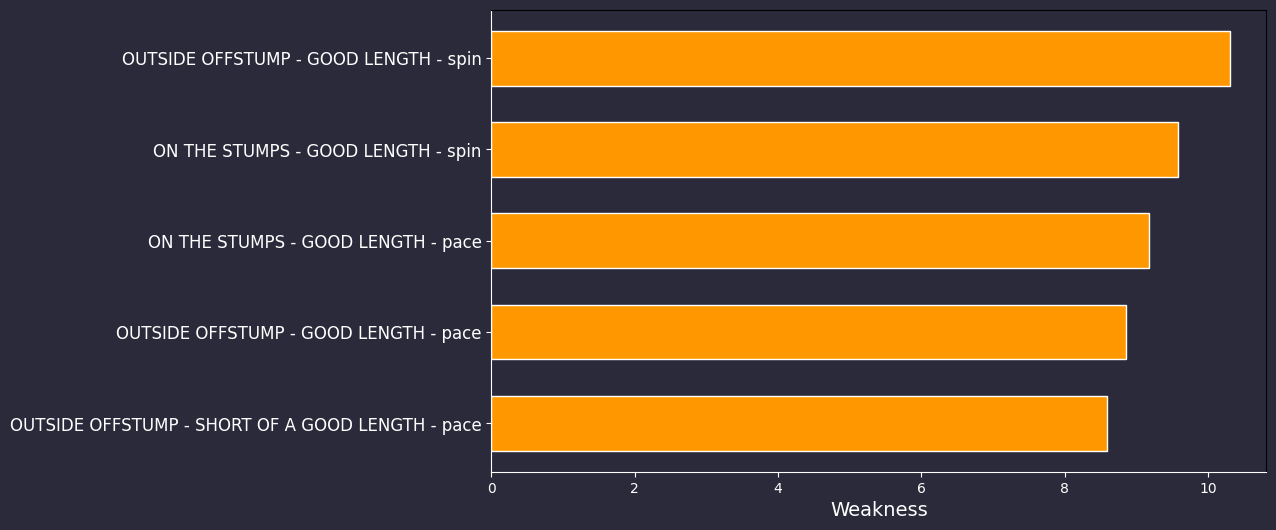 OUTSIDE OFFSTUMP - GOOD LENGTH - spin
ON THE STUMPS - GOOD LENGTH - spin
ON THE STUMPS - GOOD LENGTH - pace
OUTSIDE OFFSTUMP - GOOD LENGTH - pace
OUTSIDE OFFSTUMP - SHORT OF A GOOD LENGTH - pace
0 2 4 6 8 10
Weakness